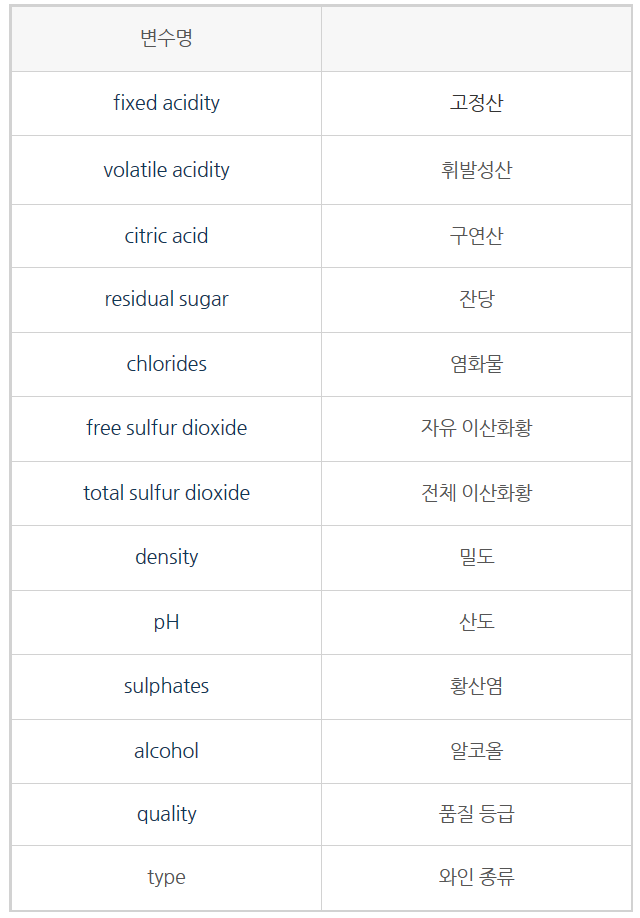 변수명
fixed acidity 고정산
volatile acidity 휘발성산
citric acid 구연산
residual sugar 잔당
chlorides 염화물
free sulfur dioxide 자유 이산화황
total sulfur dioxide 전체 이산화황
density 밀도
pH 산도
sulphates 황산염
alcohol 알코올
quality 품질 등급
type 와인 종류